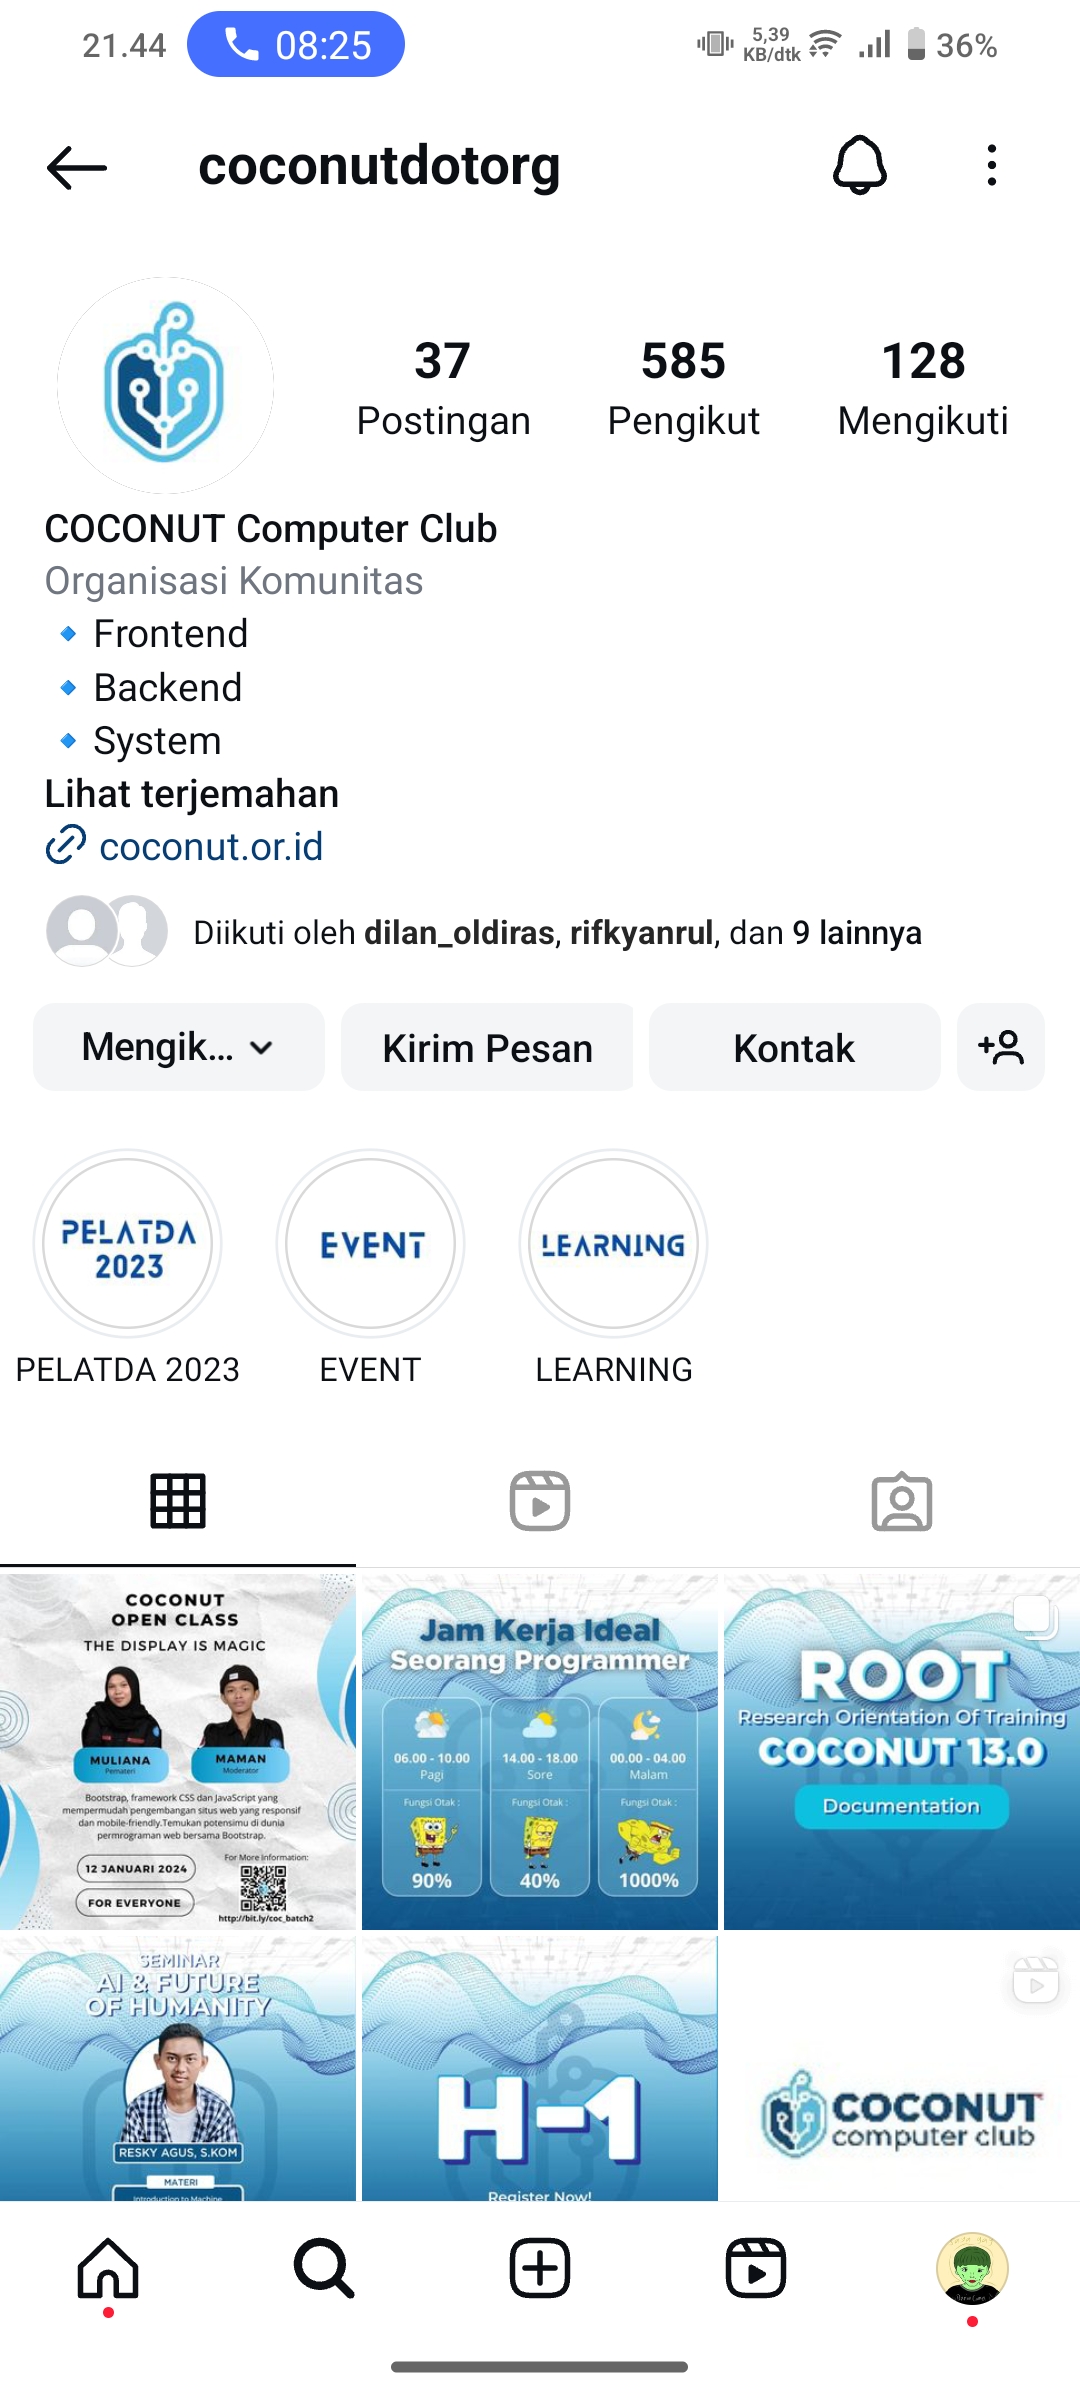 21.44
08:25
5,39
KB/dtk
36%
coconutdotorg
37
585
128
Postingan
Pengikut
Mengikuti
COCONUT Computer Club
Organisasi Komunitas
Frontend
Backend
System
Lihat terjemahan
coconut.or.id
Diikuti oleh dilan_oldiras, rifkyanrul, dan 9 lainnya
Mengik...
Kirim Pesan
Kontak
PELATDA
2023
EVENT
LEARNING
PELATDA 2023
EVENT
LEARNING
COCONUT
OPEN CLASS
THE DISPLAY IS MAGIC
MULIANA
Pemateri
MAMAN
Moderator
Bootstrap, framework CSS dan JavaScript yang
mempermudah pengembangan situs web yang responsif
dan mobile-friendly.Temukan potensimu di dunia
permrograman web bersama Bootstrap.
12 JANUARI 2024
FOR EVERYONE
For More Information:
http://bit.ly/coc_batch2
Jam Kerja Ideal
Seorang Programmer
06.00 - 10.00
Pagi
Fungsi Otak :
90%
14.00 - 18.00
Sore
Fungsi Otak :
40%
00.00 - 04.00
Malam
Fungsi Otak :
1000%
ROOT
Research Orientation Of Training
COCONUT 13.0
Documentation
SEMINAR
AI & FUTURE
OF HUMANITY
RESKY AGUS, S.KOM
MATERI
Introduction to Machine
H-1
Register Now!
COCONUT
computer club